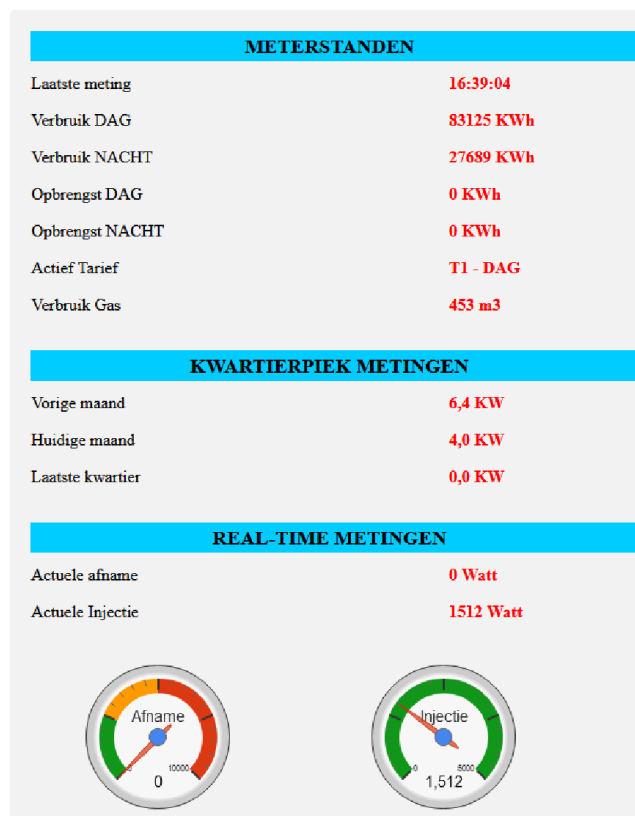 METERSTANDEN
Laatste meting 16:39:04
Verbruik DAG 83125 KWh
Verbruik NACHT 27689 KWh
Opbrengst DAG 0 KWh
Opbrengst NACHT 0 KWh
Actief Tarief T1 - DAG
Verbruik Gas 453 m3
KWARTIERPIEK METINGEN
Vorige maand 6,4 KW
Huidige maand 4,0 KW
Laatste kwartier 0,0 KW
REAL-TIME METINGEN
Actuele afname 0 Watt
Actuele Injectie 1512 Watt
Afname Injectie
0 10000 0 5000
0 1,512